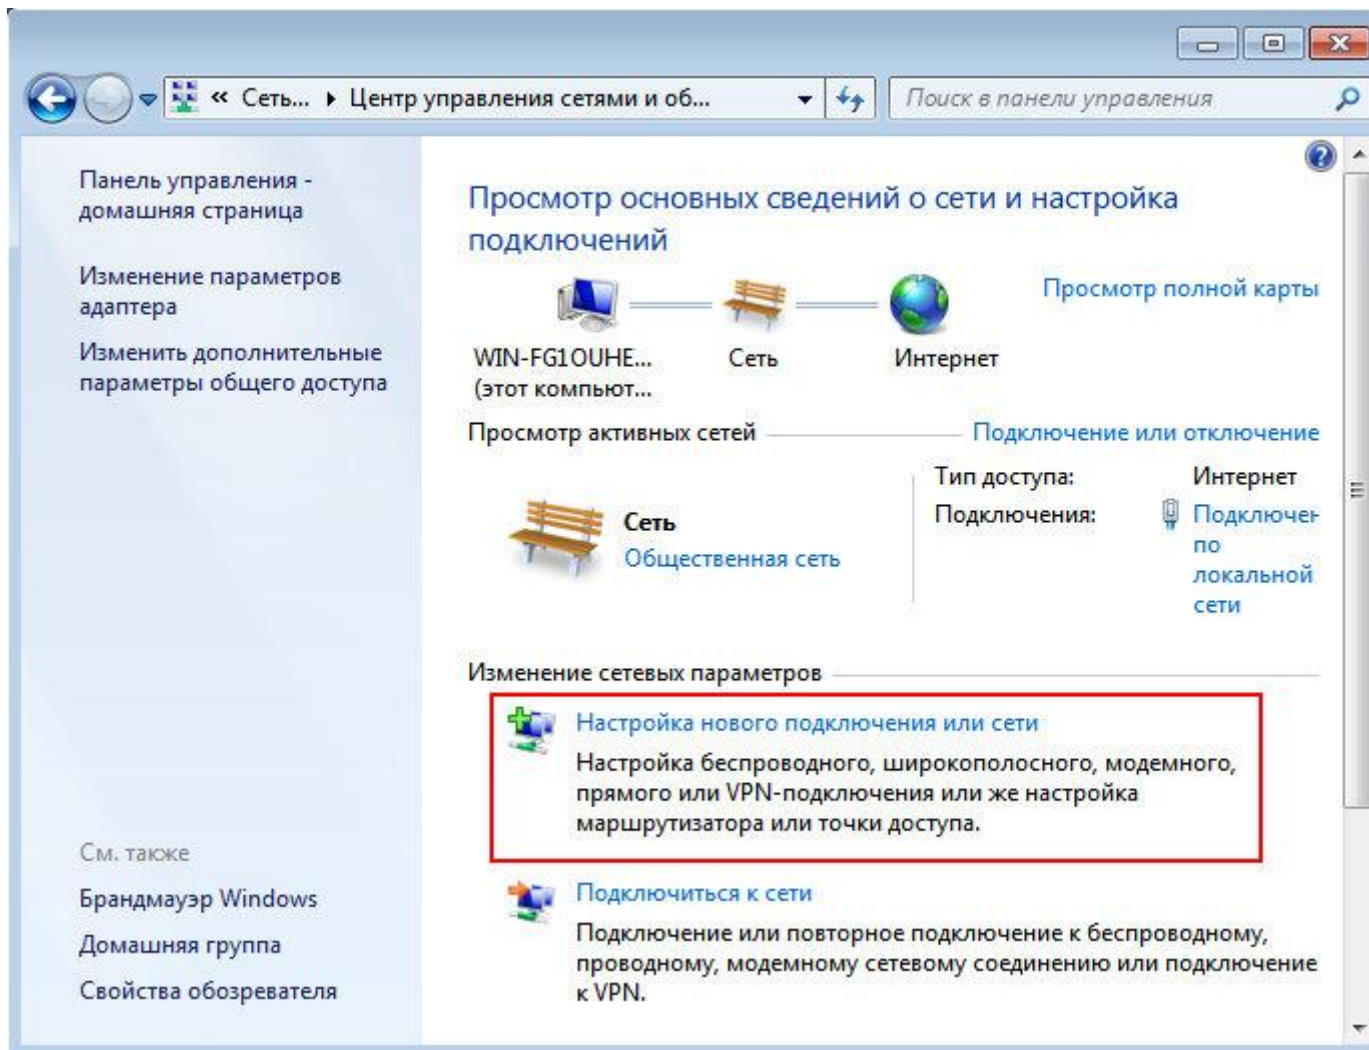 « Сеть... Центр управления сетями и об...
Поиск в панели управления
Панель управления -
домашняя страница
Изменение параметров
адаптера
Изменить дополнительные
параметры общего доступа
См. также
Брандмауэр Windows
Домашняя группа
Свойства обозревателя
Просмотр основных сведений о сети и настройка
подключений
Просмотр полной карты
WIN-FG1OUHE...
(этот компьют...
Сеть
Интернет
Просмотр активных сетей
Подключение или отключение
Сеть
Общественная сеть
Тип доступа: Интернет
Подключения: Подключен
по
локальной
сети
Изменение сетевых параметров
Настройка нового подключения или сети
Настройка беспроводного, широкополосного, модемного,
прямого или VPN-подключения или же настройка
маршрутизатора или точки доступа.
Подключиться к сети
Подключение или повторное подключение к беспроводному,
проводному, модемному сетевому соединению или подключение
к VPN.